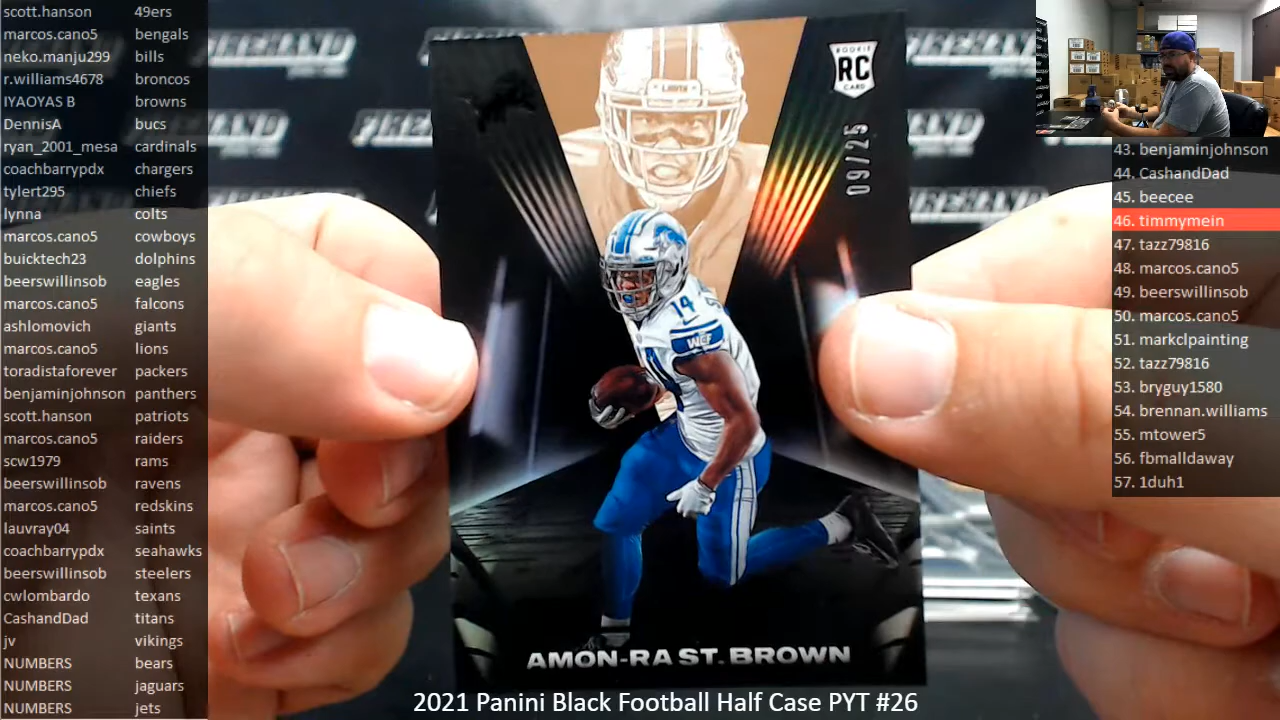 scott.hanson 49ers
marcos.cano5 bengals
neko.manju299 bills
r.williams4678 broncos
IYAOYAS B browns
DennisA bucs
ryan_2001_mesa cardinals
coachbarrypdx chargers
tylert295 chiefs
lynna colts
marcos.cano5 cowboys
buicktech23 dolphins
beerswillinsob eagles
marcos.cano5 falcons
ashlomovich giants
marcos.cano5 lions
toradistaforever packers
benjaminjohnson panthers
scott.hanson patriots
marcos.cano5 raiders
scw1979 rams
beerswillinsob ravens
marcos.cano5 redskins
lauvray04 saints
coachbarrypdx seahawks
beerswillinsob steelers
cwlombardo texans
CashandDad titans
jv vikings
NUMBERS bears
NUMBERS jaguars
NUMBERS jets
FIREHAND
LIONS
ROOKIE
RC
CARD
09/25
14
WCF
AMON-RA ST. BROWN
2021 Panini Black Football Half Case PYT #26
43. benjaminjohnson
44. CashandDad
45. beecee
46. timmymein
47. tazz79816
48. marcos.cano5
49. beerswillinsob
50. marcos.cano5
51. markclpainting
52. tazz79816
53. bryguy1580
54. brennan.williams
55. mtower5
56. fbmalldaway
57. 1duh1